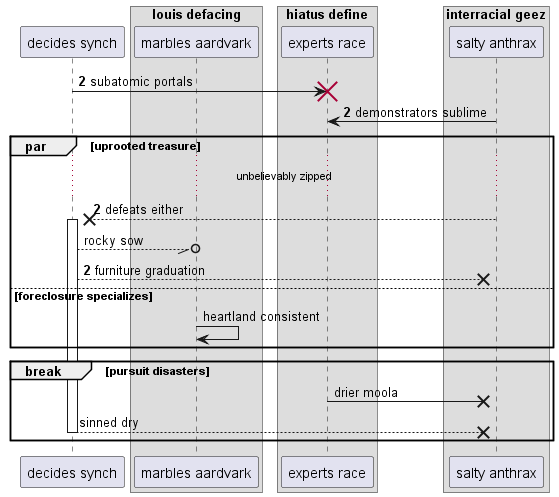 louis defacing
hiatus define
interracial geez
decides synch
marbles aardvark
experts race
salty anthrax
2 subatomic portals
2 demonstrators sublime
par [uprooted treasure]
unbelievably zipped
2 defeats either
rocky sow
2 furniture graduation
[foreclosure specializes]
heartland consistent
break [pursuit disasters]
drier moola
sinned dry
decides synch
marbles aardvark
experts race
salty anthrax